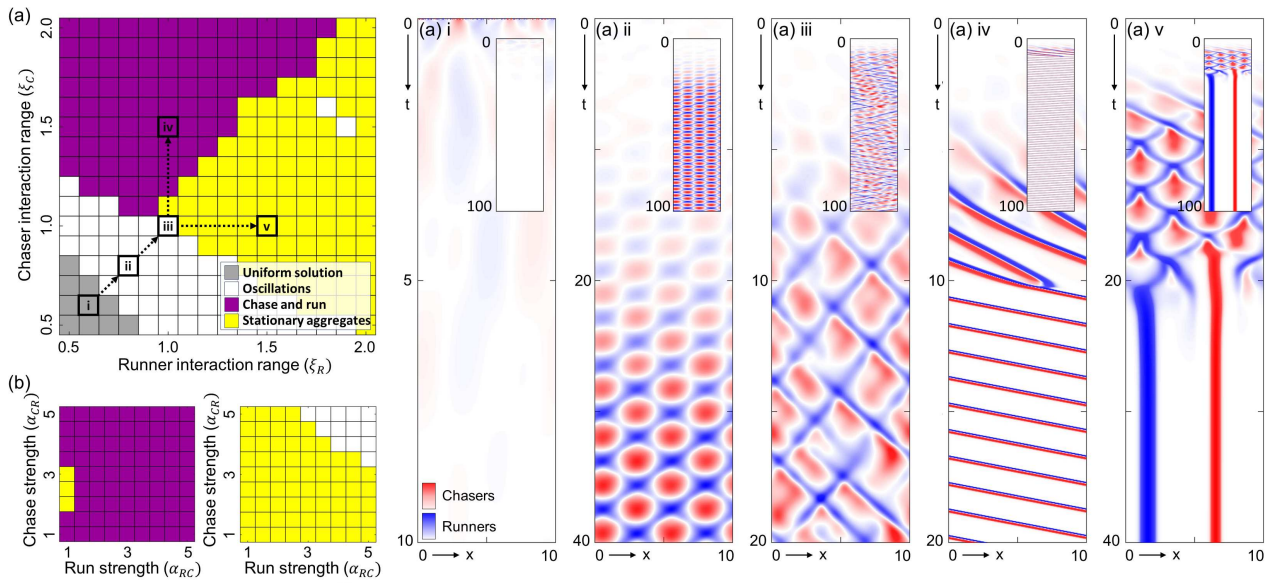 (a)
2.0
1.5
1.0
0.5
Chaser interaction range (ξC)
iv
iii
v
ii
i
Uniform solution
Oscillations
Chase and run
Stationary aggregates
0.5 1.0 1.5 2.0
Runner interaction range (ξR)
(b)
Chase strength (αCR)
5
3
1
1 3 5
Run strength (αRC)
Chase strength (αCR)
5
3
1
1 3 5
Run strength (αRC)
(a) i
0
t
5
10
0
100
Chasers
Runners
0 x 10
(a) ii
0
t
20
40
0
100
0 x 10
(a) iii
0
t
10
20
0
100
0 x 10
(a) iv
0
t
10
20
0
100
0 x 10
(a) v
0
t
20
40
0
100
0 x 10